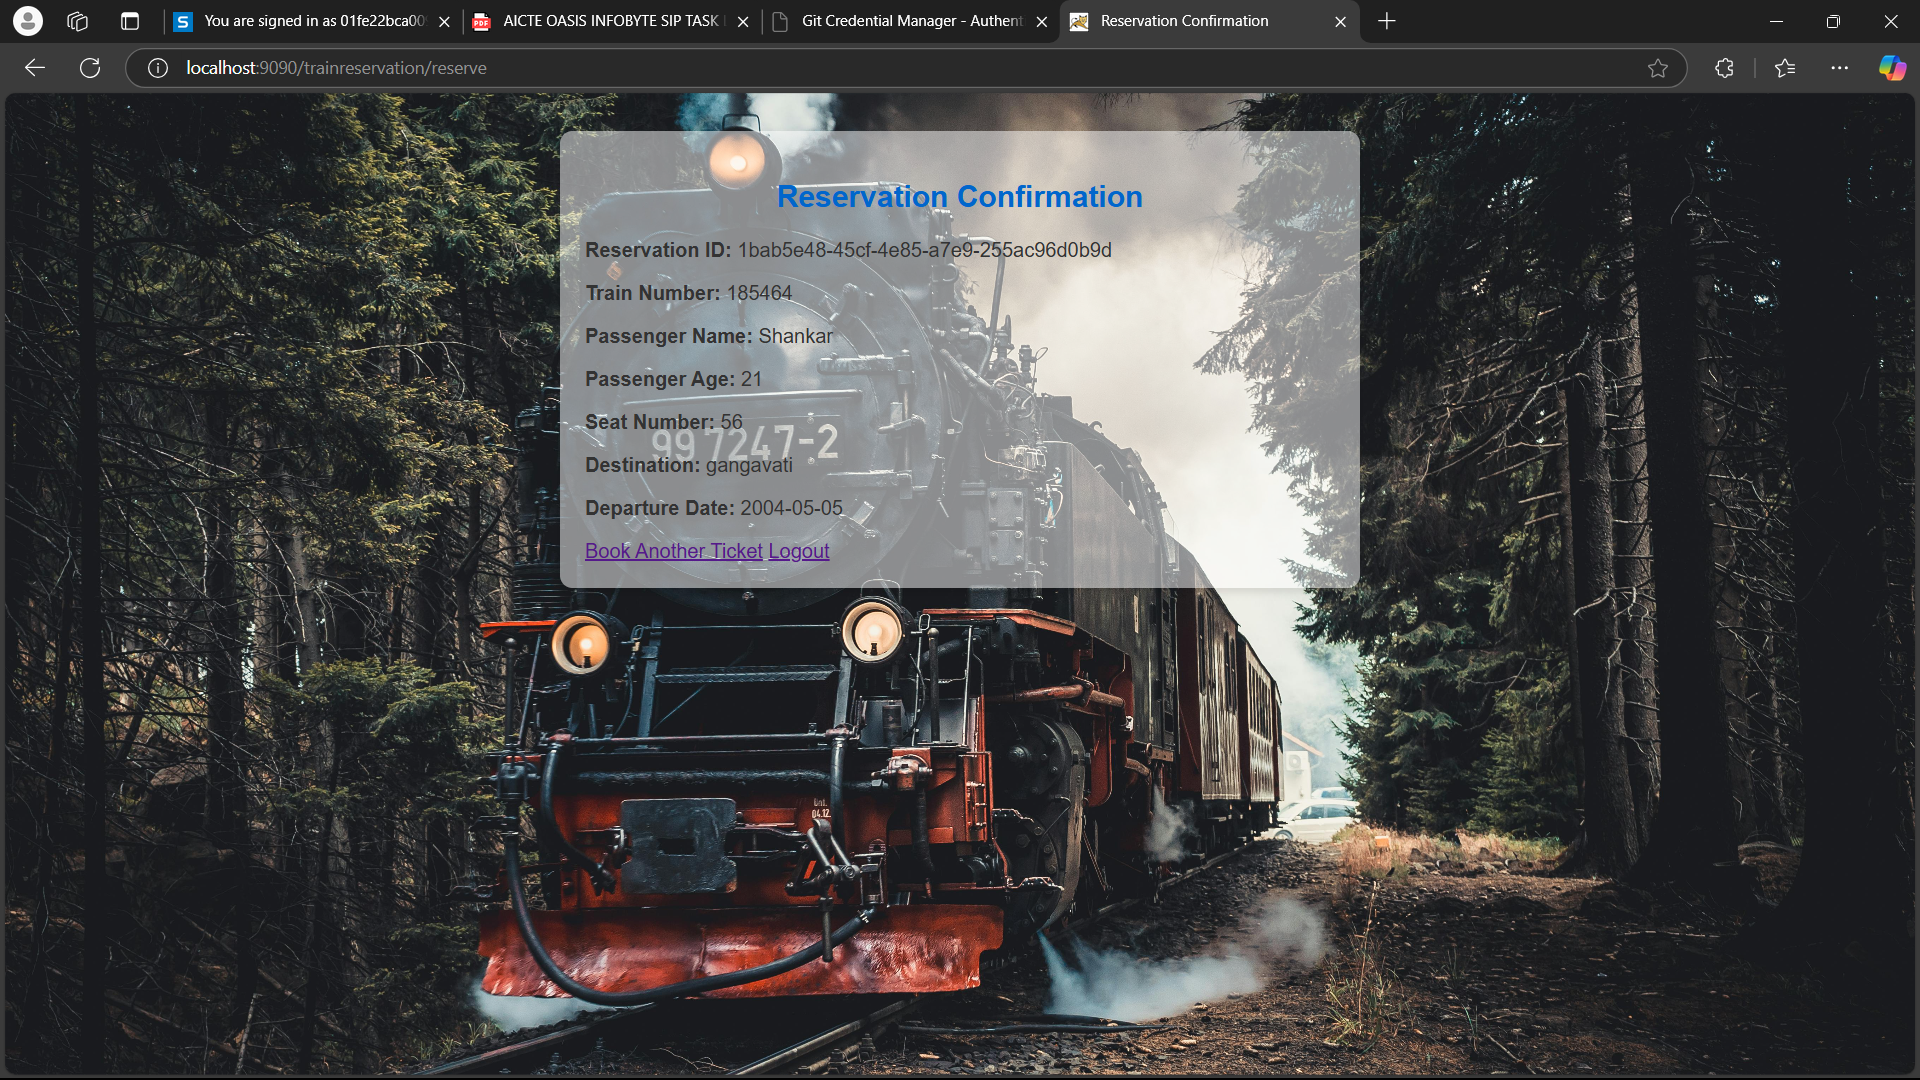 You are signed in as 01fe22bca00
AICTE OASIS INFOBYTE SIP TASK
Git Credential Manager - Authent
Reservation Confirmation
localhost:9090/trainreservation/reserve
Reservation Confirmation
Reservation ID: 1bab5e48-45cf-4e85-a7e9-255ac96d0b9d
Train Number: 185464
Passenger Name: Shankar
Passenger Age: 21
Seat Number: 56
99 7247-2
Destination: gangavati
Departure Date: 2004-05-05
Book Another Ticket Logout
04.12.